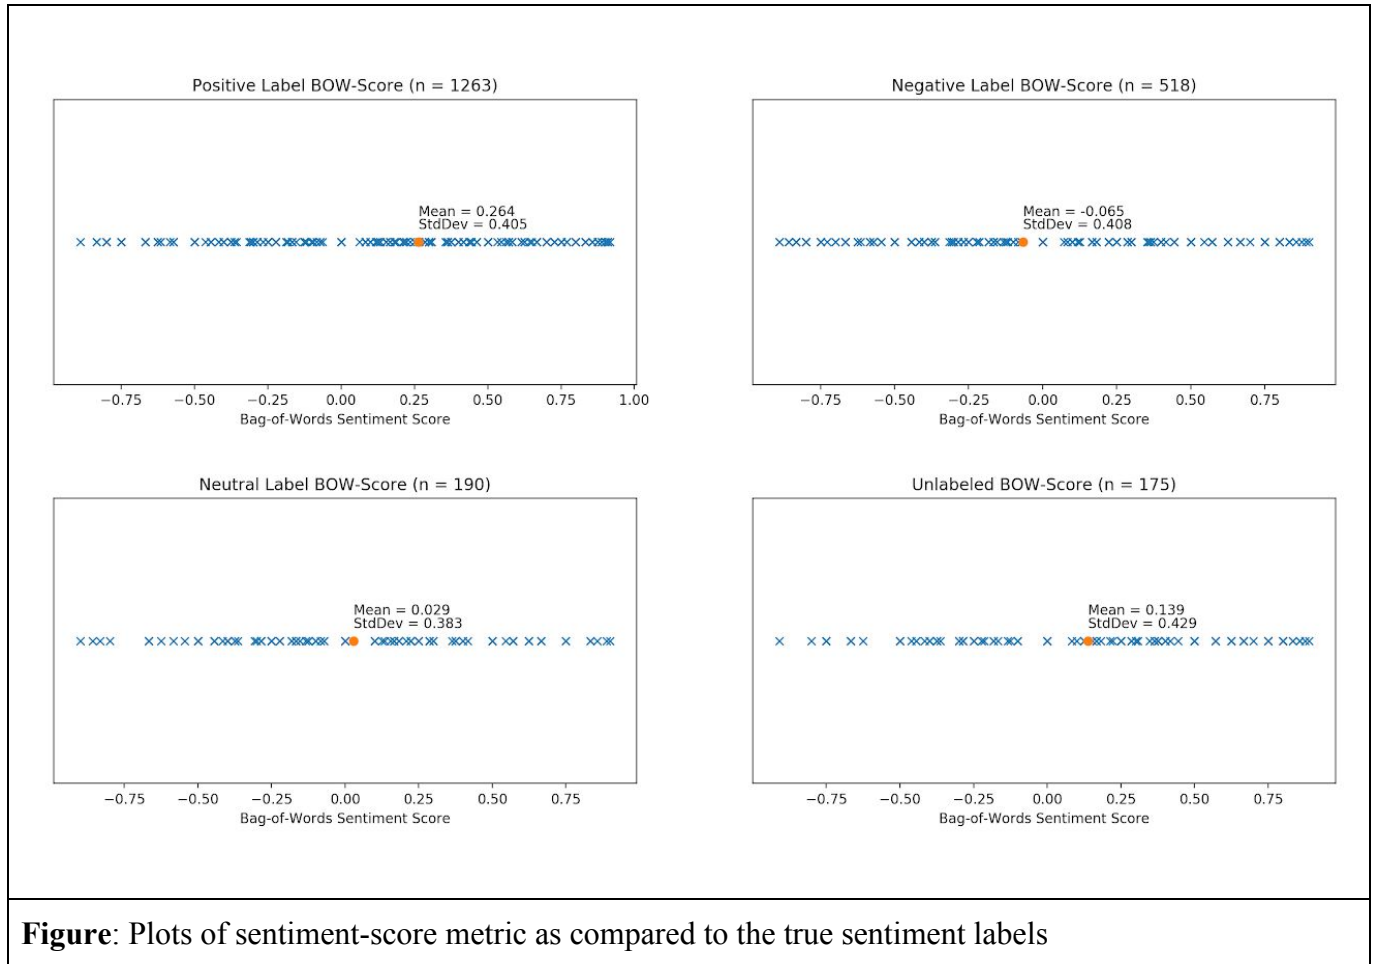 Positive Label BOW-Score (n = 1263)
Mean = 0.264
StdDev = 0.405
−0.75 −0.50 −0.25 0.00 0.25 0.50 0.75 1.00
Bag-of-Words Sentiment Score
Negative Label BOW-Score (n = 518)
Mean = -0.065
StdDev = 0.408
−0.75 −0.50 −0.25 0.00 0.25 0.50 0.75
Bag-of-Words Sentiment Score
Neutral Label BOW-Score (n = 190)
Mean = 0.029
StdDev = 0.383
−0.75 −0.50 −0.25 0.00 0.25 0.50 0.75
Bag-of-Words Sentiment Score
Unlabeled BOW-Score (n = 175)
Mean = 0.139
StdDev = 0.429
−0.75 −0.50 −0.25 0.00 0.25 0.50 0.75
Bag-of-Words Sentiment Score
Figure: Plots of sentiment-score metric as compared to the true sentiment labels